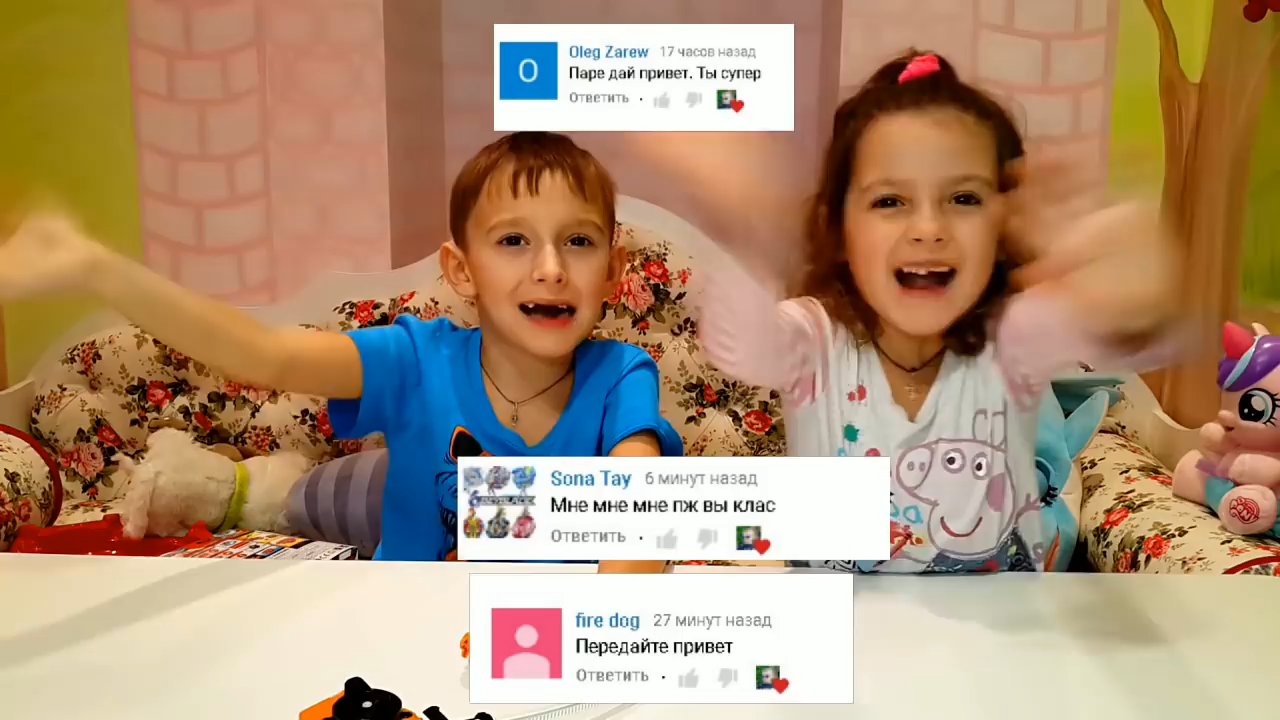 O
Oleg Zarew 17 часов назад
Паре дай привет. Ты супер
Ответить
Sona Tay 6 минут назад
Мне мне мне пж вы клас
Ответить
fire dog 27 минут назад
Передайте привет
Ответить